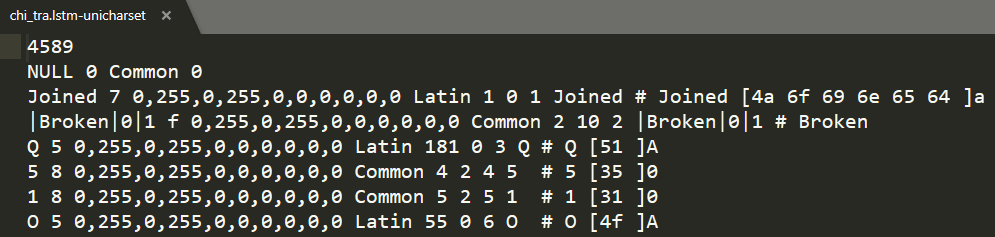 chi_tra.lstm-unicharset ×
4589
NULL 0 Common 0
Joined 7 0,255,0,255,0,0,0,0,0,0 Latin 1 0 1 Joined # Joined [4a 6f 69 6e 65 64 ]a
|Broken|0|1 f 0,255,0,255,0,0,0,0,0,0 Common 2 10 2 |Broken|0|1 # Broken
Q 5 0,255,0,255,0,0,0,0,0,0 Latin 181 0 3 Q # Q [51 ]A
5 8 0,255,0,255,0,0,0,0,0,0 Common 4 2 4 5  # 5 [35 ]0
1 8 0,255,0,255,0,0,0,0,0,0 Common 5 2 5 1  # 1 [31 ]0
O 5 0,255,0,255,0,0,0,0,0,0 Latin 55 0 6 O  # O [4f ]A